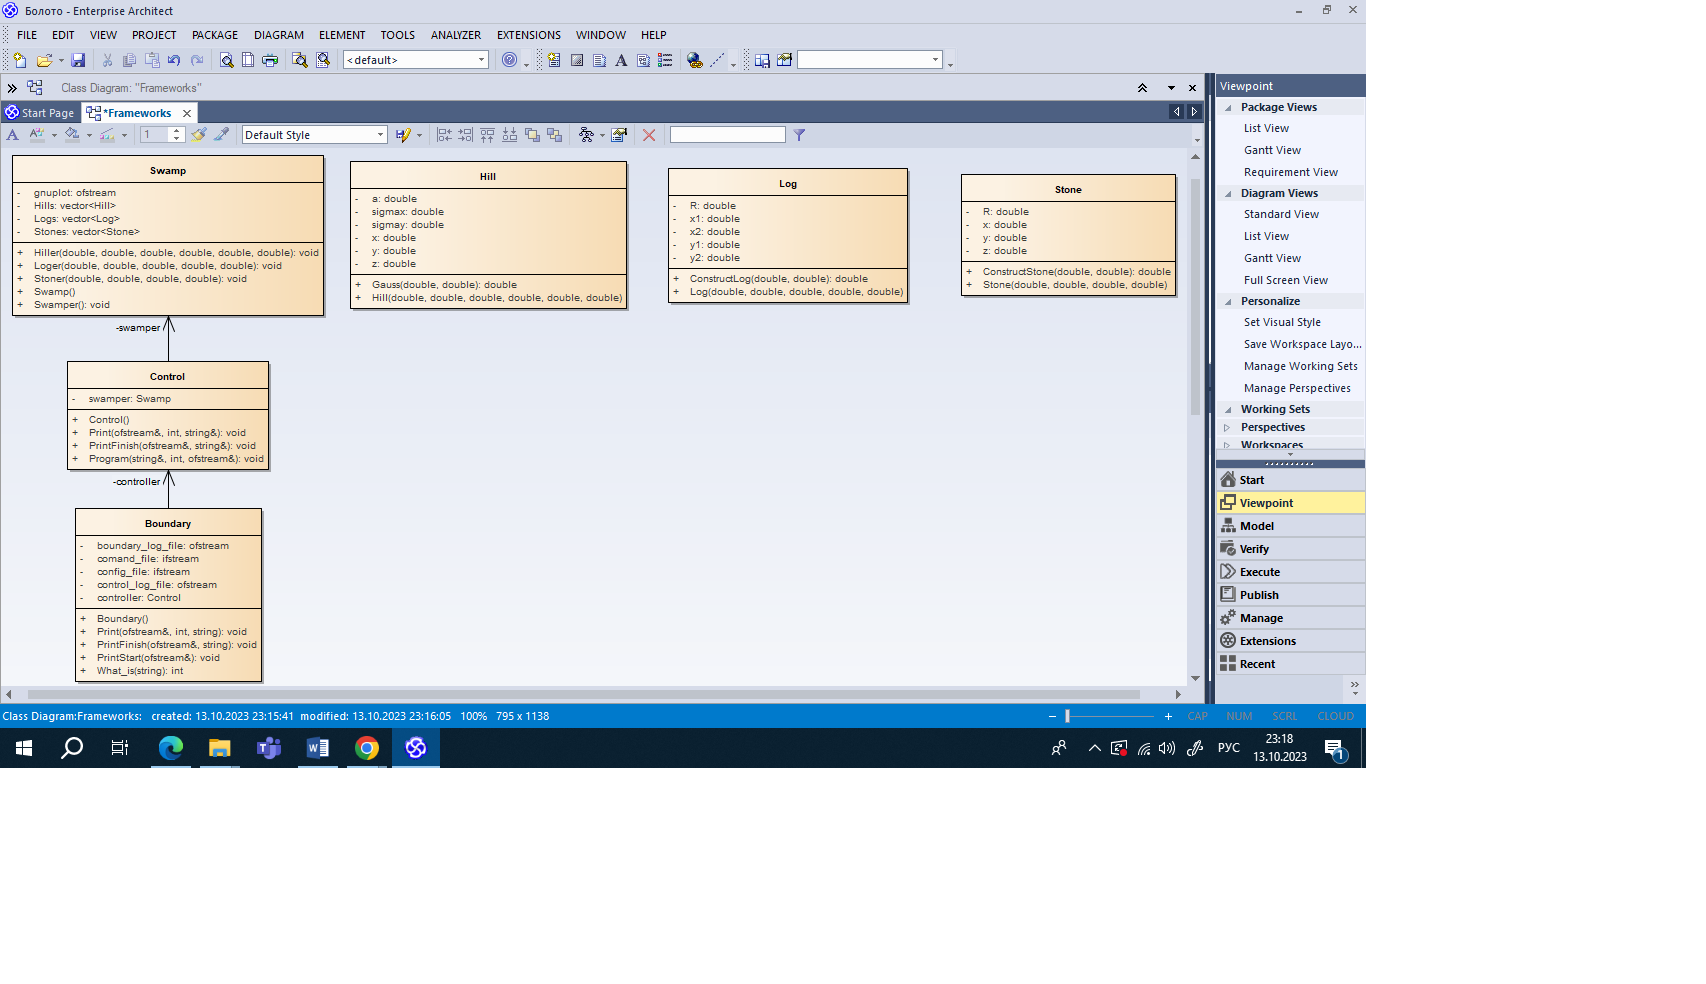 Болото - Enterprise Architect
FILE EDIT VIEW PROJECT PACKAGE DIAGRAM ELEMENT TOOLS ANALYZER EXTENSIONS WINDOW HELP
<default>
Class Diagram: "Frameworks"
Start Page *Frameworks
1 Default Style
Swamp
- gnuplot: ofstream
- Hills: vector<Hill>
- Logs: vector<Log>
- Stones: vector<Stone>
+ Hiller(double, double, double, double, double, double): void
+ Loger(double, double, double, double, double): void
+ Stoner(double, double, double, double): void
+ Swamp()
+ Swamper(): void
Hill
- a: double
- sigmax: double
- sigmay: double
- x: double
- y: double
- z: double
+ Gauss(double, double): double
+ Hill(double, double, double, double, double, double)
Log
- R: double
- x1: double
- x2: double
- y1: double
- y2: double
+ ConstructLog(double, double): double
+ Log(double, double, double, double, double)
Stone
- R: double
- x: double
- y: double
- z: double
+ ConstructStone(double, double): double
+ Stone(double, double, double, double)
-swamper
Control
- swamper: Swamp
+ Control()
+ Print(ofstream&, int, string&): void
+ PrintFinish(ofstream&, string&): void
+ Program(string&, int, ofstream&): void
-controller
Boundary
- boundary_log_file: ofstream
- comand_file: ifstream
- config_file: ifstream
- control_log_file: ofstream
- controller: Control
+ Boundary()
+ Print(ofstream&, int, string): void
+ PrintFinish(ofstream&, string): void
+ PrintStart(ofstream&): void
+ What_is(string): int
Viewpoint
Package Views
List View
Gantt View
Requirement View
Diagram Views
Standard View
List View
Gantt View
Full Screen View
Personalize
Set Visual Style
Save Workspace Layo...
Manage Working Sets
Manage Perspectives
Working Sets
Perspectives
Workspaces
Start
Viewpoint
Model
Verify
Execute
Publish
Manage
Extensions
Recent
Class Diagram:Frameworks: created: 13.10.2023 23:15:41 modified: 13.10.2023 23:16:05 100% 795 x 1138
CAP NUM SCRL CLOUD
РУС
23:18
13.10.2023
1